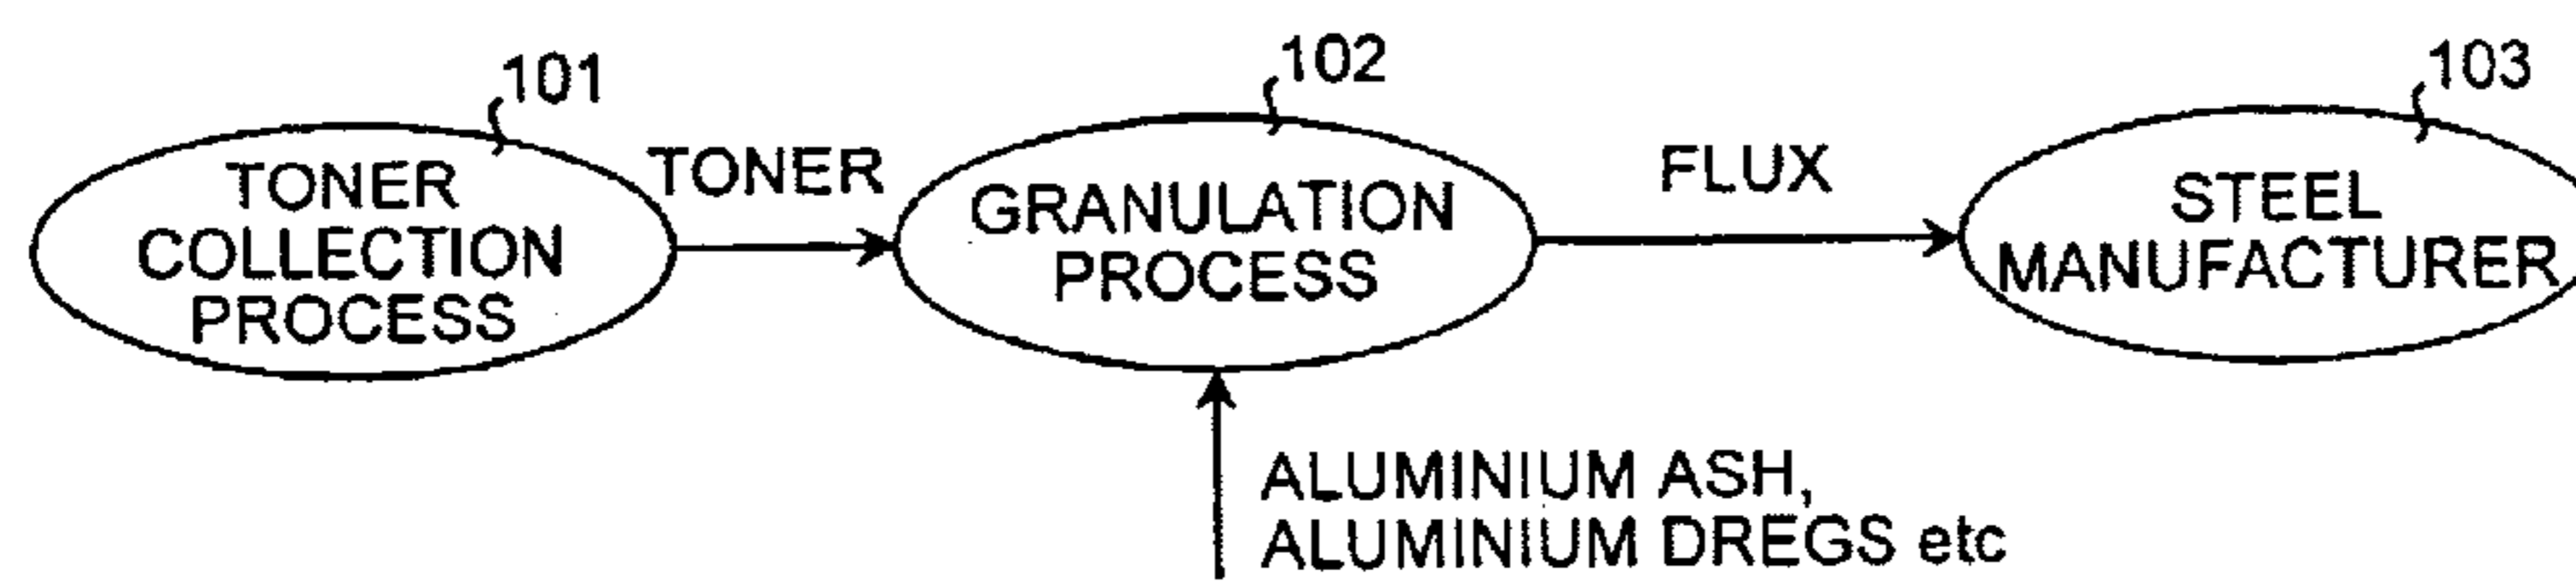 101
TONER
COLLECTION
PROCESS
TONER
102
GRANULATION
PROCESS
FLUX
103
STEEL
MANUFACTURER
ALUMINIUM ASH,
ALUMINIUM DREGS etc